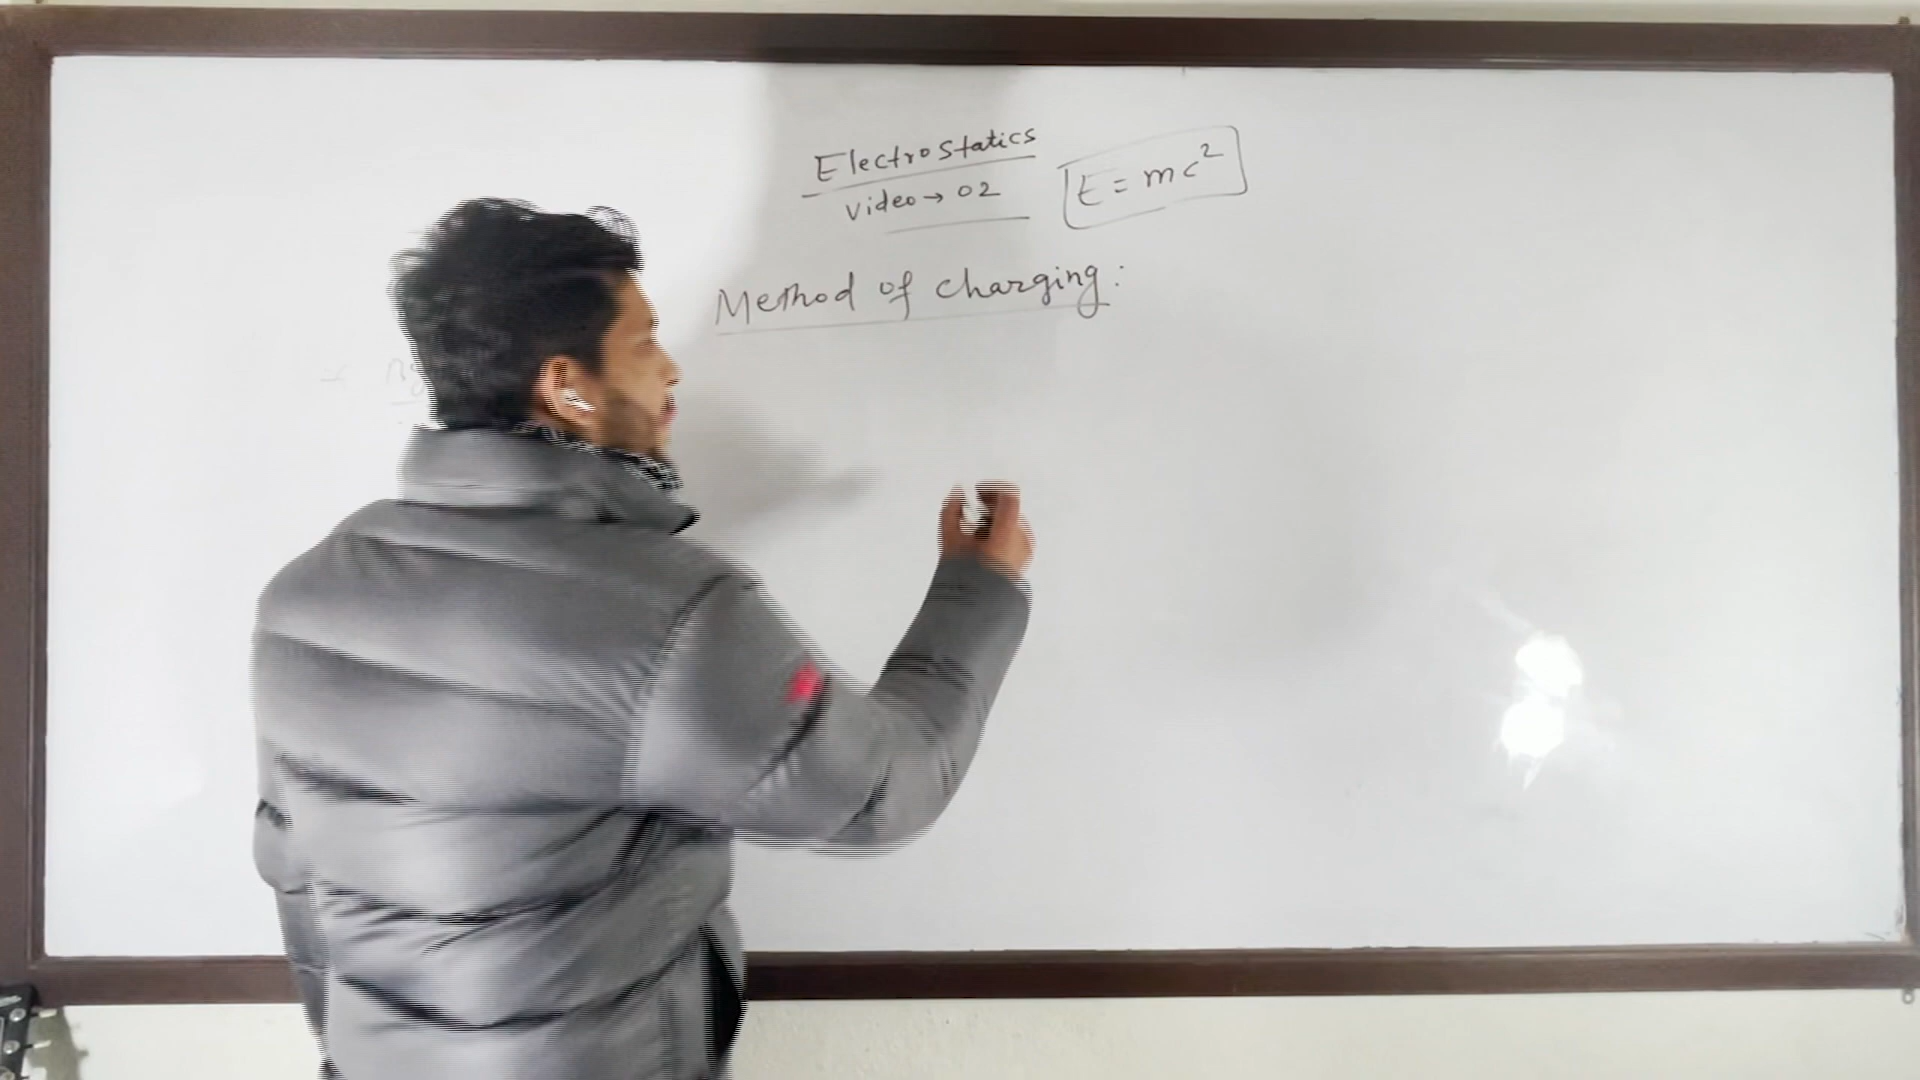 Electrostatics
Video → 02
E = mc²
Method of charging: